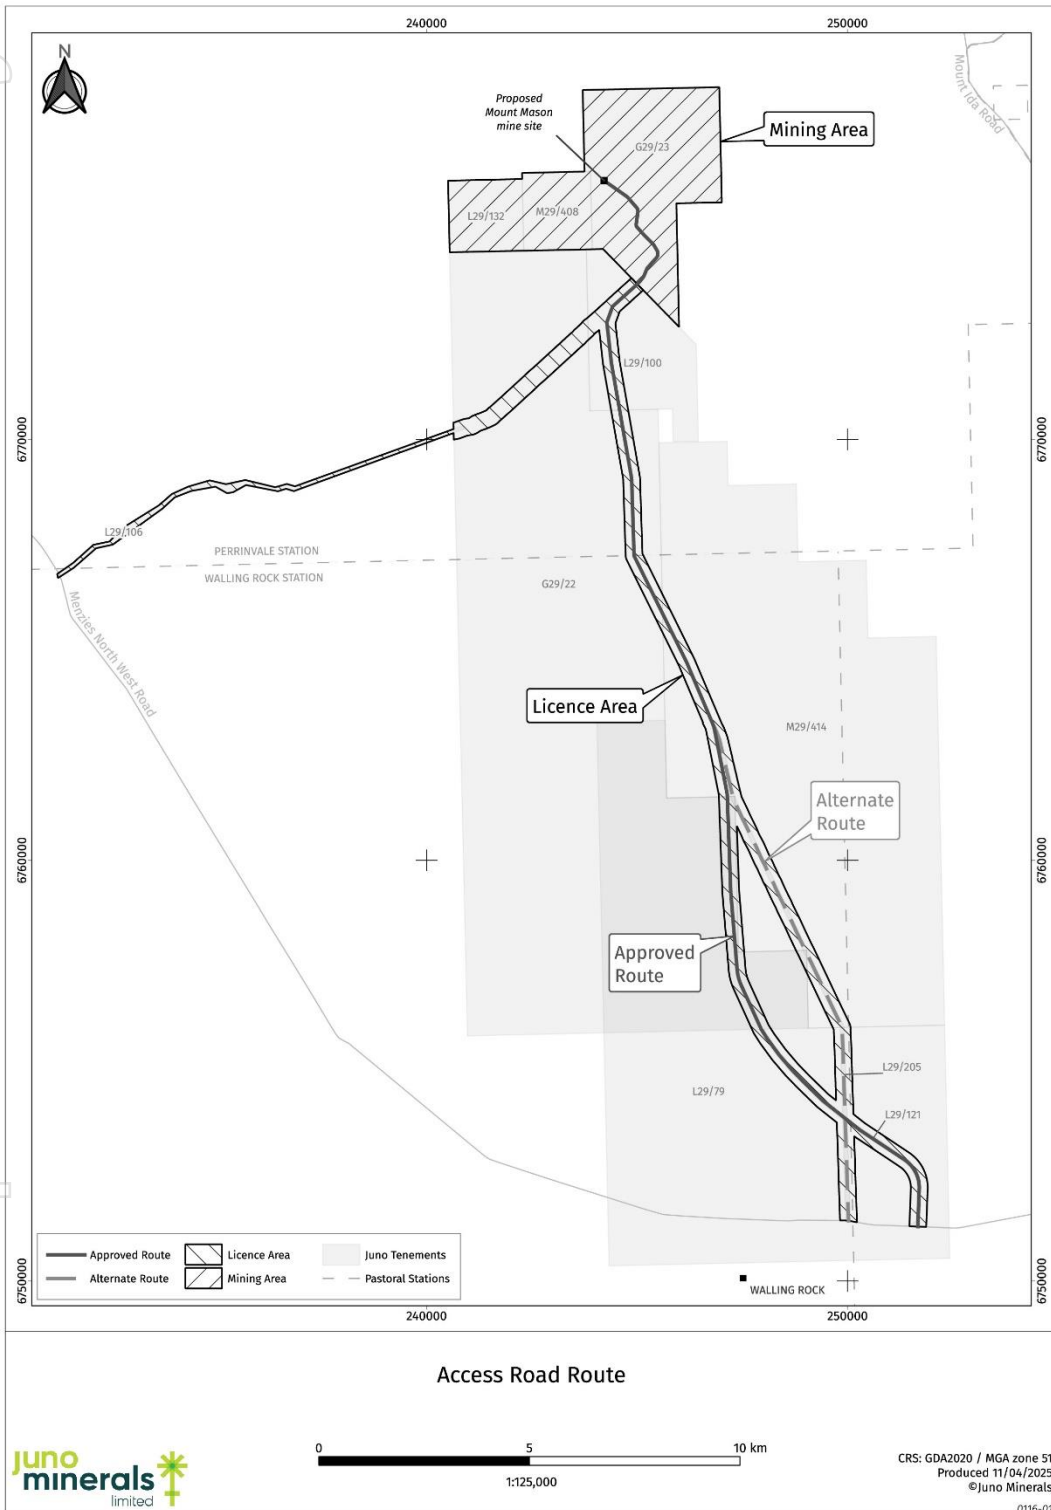 240000
250000
N
Mount Ida Road
Proposed
Mount Mason
mine site
Mining Area
G29/23
L29/132
M29/408
L29/100
6770000
6770000
L29/106
PERRINVALE STATION
WALLING ROCK STATION
G29/22
Menzies North West Road
Licence Area
M29/414
Alternate
Route
6760000
6760000
Approved
Route
L29/205
L29/79
L29/121
Approved Route
Licence Area
Juno Tenements
Alternate Route
Mining Area
Pastoral Stations
WALLING ROCK
6750000
6750000
240000
250000
Access Road Route
juno
minerals
limited
0 5 10 km
1:125,000
CRS: GDA2020 / MGA zone 51
Produced 11/04/2025
©Juno Minerals